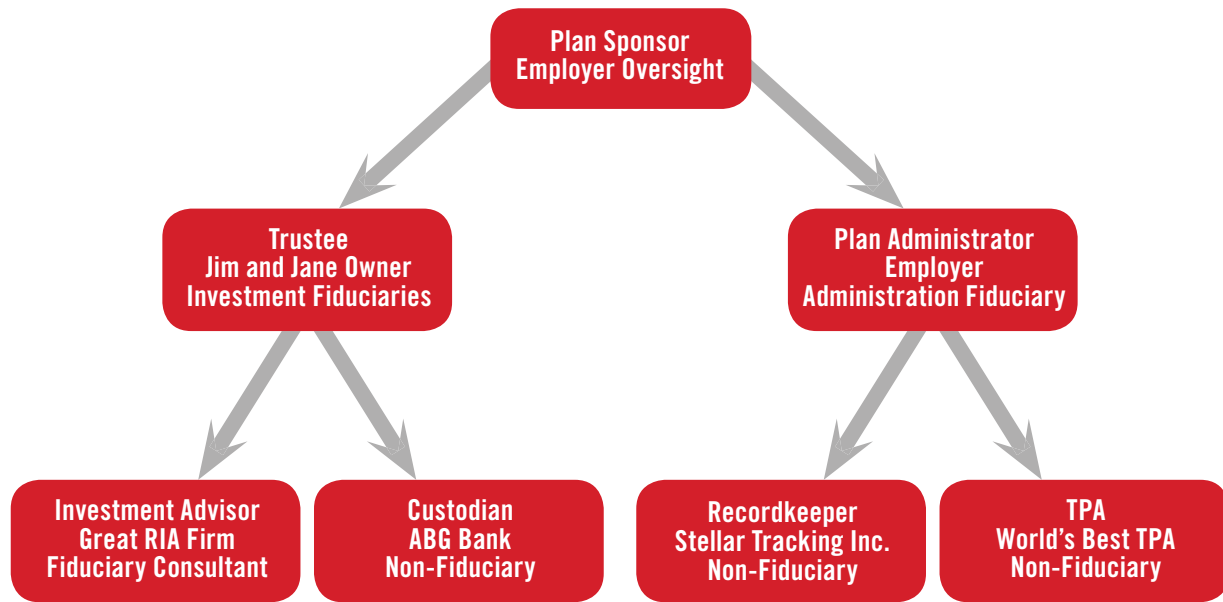 Plan Sponsor
Employer Oversight
Trustee
Jim and Jane Owner
Investment Fiduciaries
Plan Administrator
Employer
Administration Fiduciary
Investment Advisor
Great RIA Firm
Fiduciary Consultant
Custodian
ABG Bank
Non-Fiduciary
Recordkeeper
Stellar Tracking Inc.
Non-Fiduciary
TPA
World's Best TPA
Non-Fiduciary